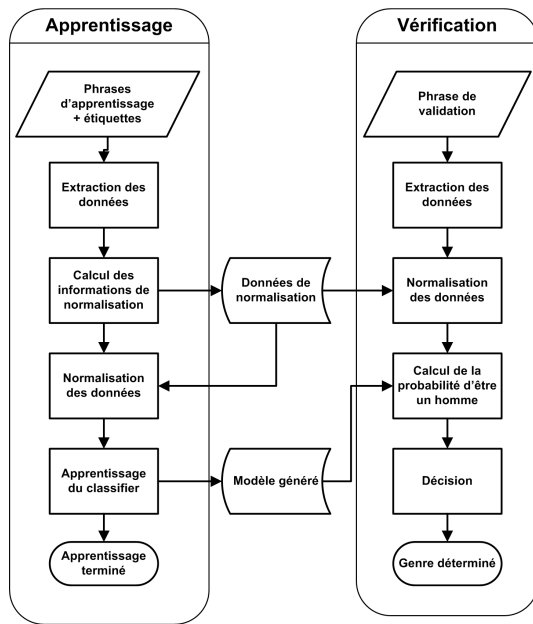 Apprentissage
Phrases
d'apprentissage
+ étiquettes
Extraction des
données
Calcul des
informations de
normalisation
Normalisation
des données
Apprentissage
du classifier
Apprentissage
terminé
Données de
normalisation
Modèle généré
Vérification
Phrase de
validation
Extraction des
données
Normalisation
des données
Calcul de la
probabilité d'être
un homme
Décision
Genre déterminé